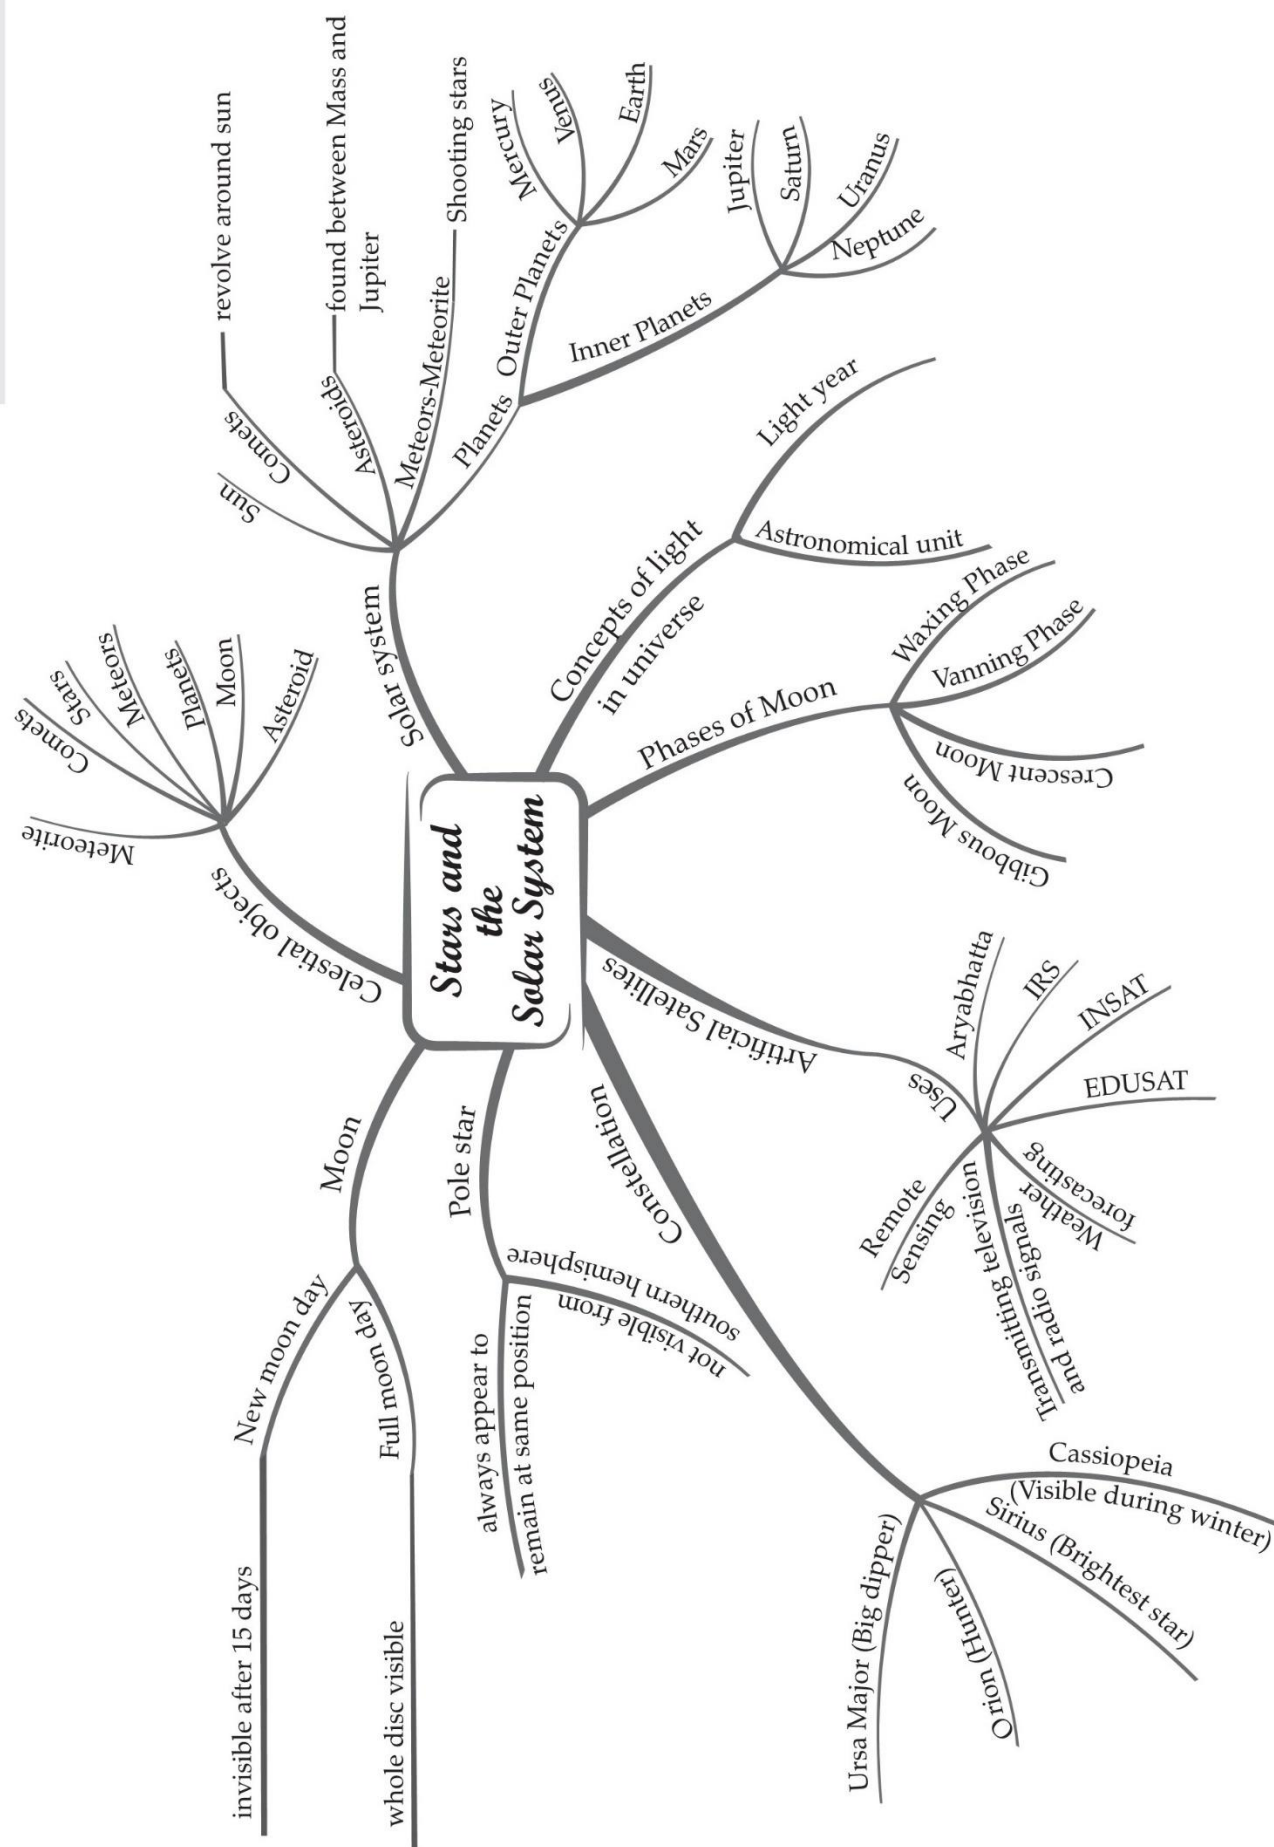 Stars and
the
Solar System
Celestial objects
Meteorite
Comets
Stars
Meteors
Planets
Moon
Asteroid
Solar system
Sun
Comets
revolve around sun
Asteroids
found between Mass and
Jupiter
Meteors-Meteorite
Shooting stars
Planets
Outer Planets
Mercury
Venus
Earth
Mars
Inner Planets
Jupiter
Saturn
Uranus
Neptune
Concepts of light
in universe
Light year
Astronomical unit
Phases of Moon
Waxing Phase
Vanning Phase
Crescent Moon
Gibbous Moon
Artificial Satellites
Uses
Aryabhatta
IRS
INSAT
EDUSAT
Weather
forecasting
Transmitting television
and radio signals
Remote
Sensing
Constellation
Cassiopeia
(Visible during winter)
Sirius (Brightest star)
Orion (Hunter)
Ursa Major (Big dipper)
Pole star
always appear to
remain at same position
not visible from
southern hemisphere
Moon
New moon day
invisible after 15 days
Full moon day
whole disc visible